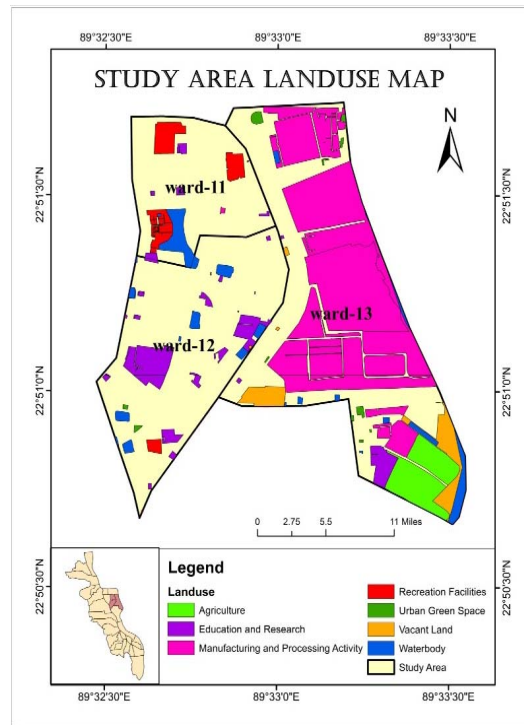 89°32'30"E 89°33'0"E 89°33'30"E
STUDY AREA LANDUSE MAP
N
22°51'30"N 22°51'30"N
ward-11
ward-13
ward-12
22°51'0"N 22°51'0"N
0 2.75 5.5 11 Miles
22°50'30"N 22°50'30"N
Legend
Landuse
Agriculture
Education and Research
Manufacturing and Processing Activity
Recreation Facilities
Urban Green Space
Vacant Land
Waterbody
Study Area
89°32'30"E 89°33'0"E 89°33'30"E